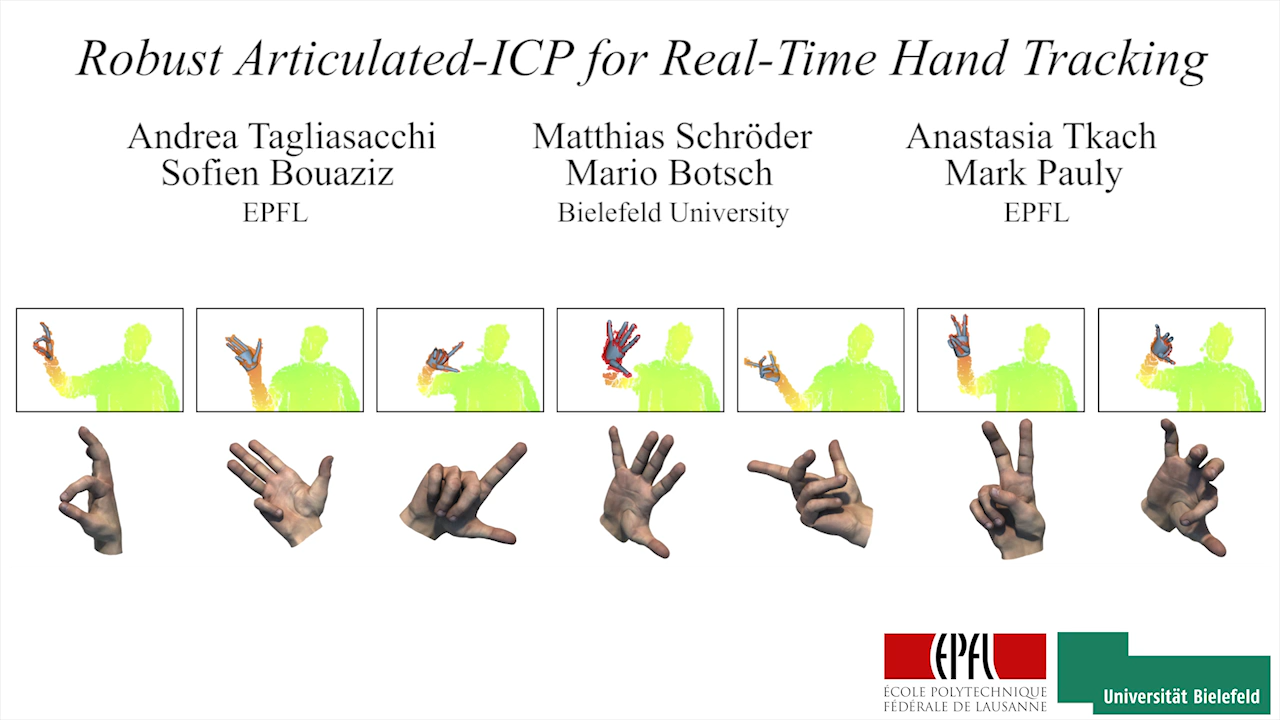 Robust Articulated-ICP for Real-Time Hand Tracking
Andrea Tagliasacchi
Sofien Bouaziz
EPFL
Matthias Schröder
Mario Botsch
Bielefeld University
Anastasia Tkach
Mark Pauly
EPFL
EPFL
ÉCOLE POLYTECHNIQUE
FÉDÉRALE DE LAUSANNE
Universität Bielefeld